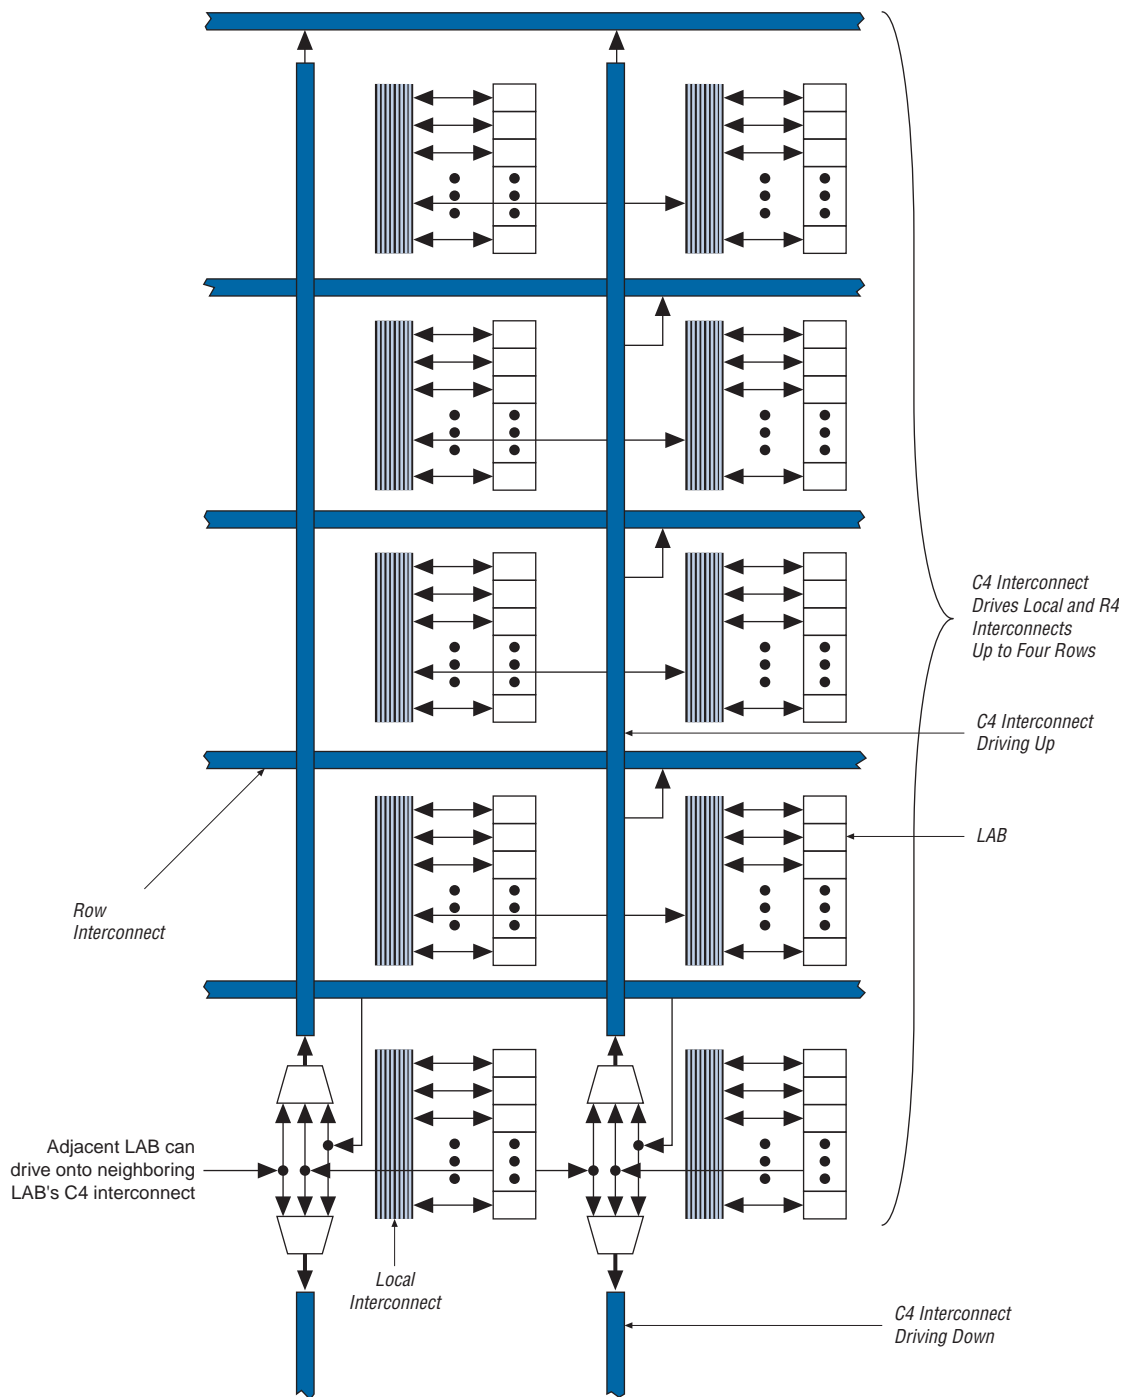 C4 Interconnect
Drives Local and R4
Interconnects
Up to Four Rows
C4 Interconnect
Driving Up
LAB
Row
Interconnect
Adjacent LAB can
drive onto neighboring
LAB's C4 interconnect
Local
Interconnect
C4 Interconnect
Driving Down